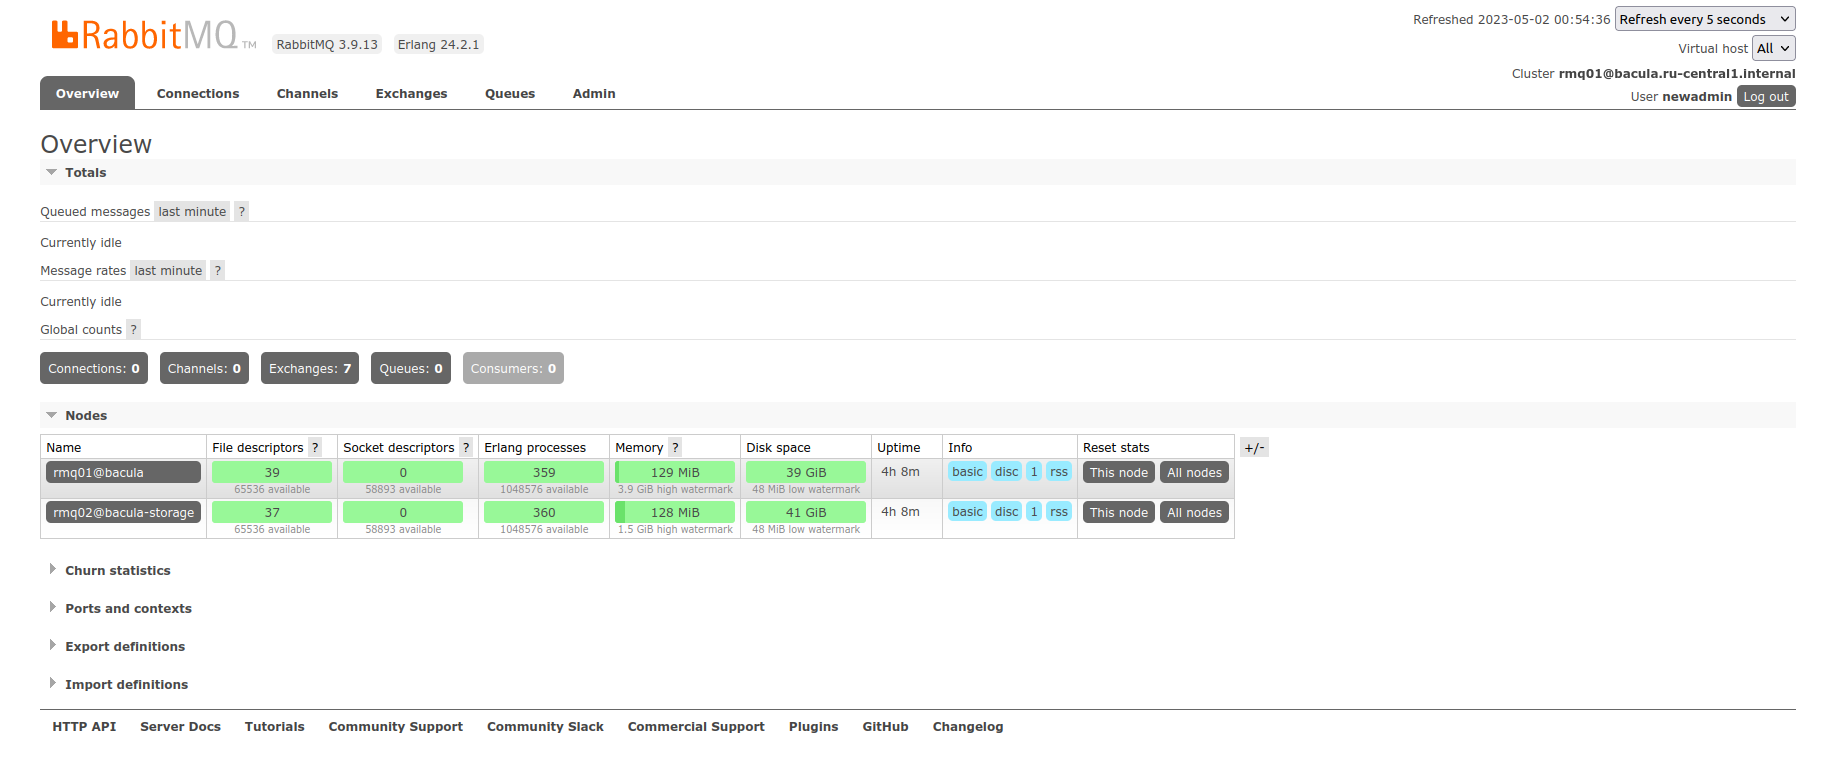 RabbitMQ TM RabbitMQ 3.9.13 Erlang 24.2.1
Refreshed 2023-05-02 00:54:36 Refresh every 5 seconds
Virtual host All
Cluster rmq01@bacula.ru-central1.internal
User newadmin Log out
Overview Connections Channels Exchanges Queues Admin
Overview
Totals
Queued messages last minute ?
Currently idle
Message rates last minute ?
Currently idle
Global counts ?
Connections: 0 Channels: 0 Exchanges: 7 Queues: 0 Consumers: 0
Nodes
Name File descriptors ? Socket descriptors ? Erlang processes Memory ? Disk space Uptime Info Reset stats +/-
rmq01@bacula 39 0 359 129 MiB 39 GiB 4h 8m basic disc 1 rss This node All nodes
65536 available 58893 available 1048576 available 3.9 GiB high watermark 48 MiB low watermark
rmq02@bacula-storage 37 0 360 128 MiB 41 GiB 4h 8m basic disc 1 rss This node All nodes
65536 available 58893 available 1048576 available 1.5 GiB high watermark 48 MiB low watermark
Churn statistics
Ports and contexts
Export definitions
Import definitions
HTTP API Server Docs Tutorials Community Support Community Slack Commercial Support Plugins GitHub Changelog